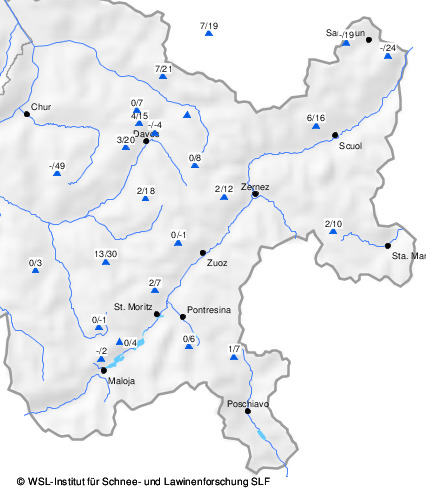 7/19
-/19
-/24
7/21
Chur
0/7
4/15
-/-4
Davos
3/20
6/16
Scuol
0/8
-/49
2/18
2/12
Zernez
2/10
0/-1
Sta. Mar
Zuoz
13/30
0/3
2/7
St. Moritz
Pontresina
0/-1
0/4
0/6
-/2
1/7
Maloja
Poschiavo
© WSL-Institut für Schnee- und Lawinenforschung SLF